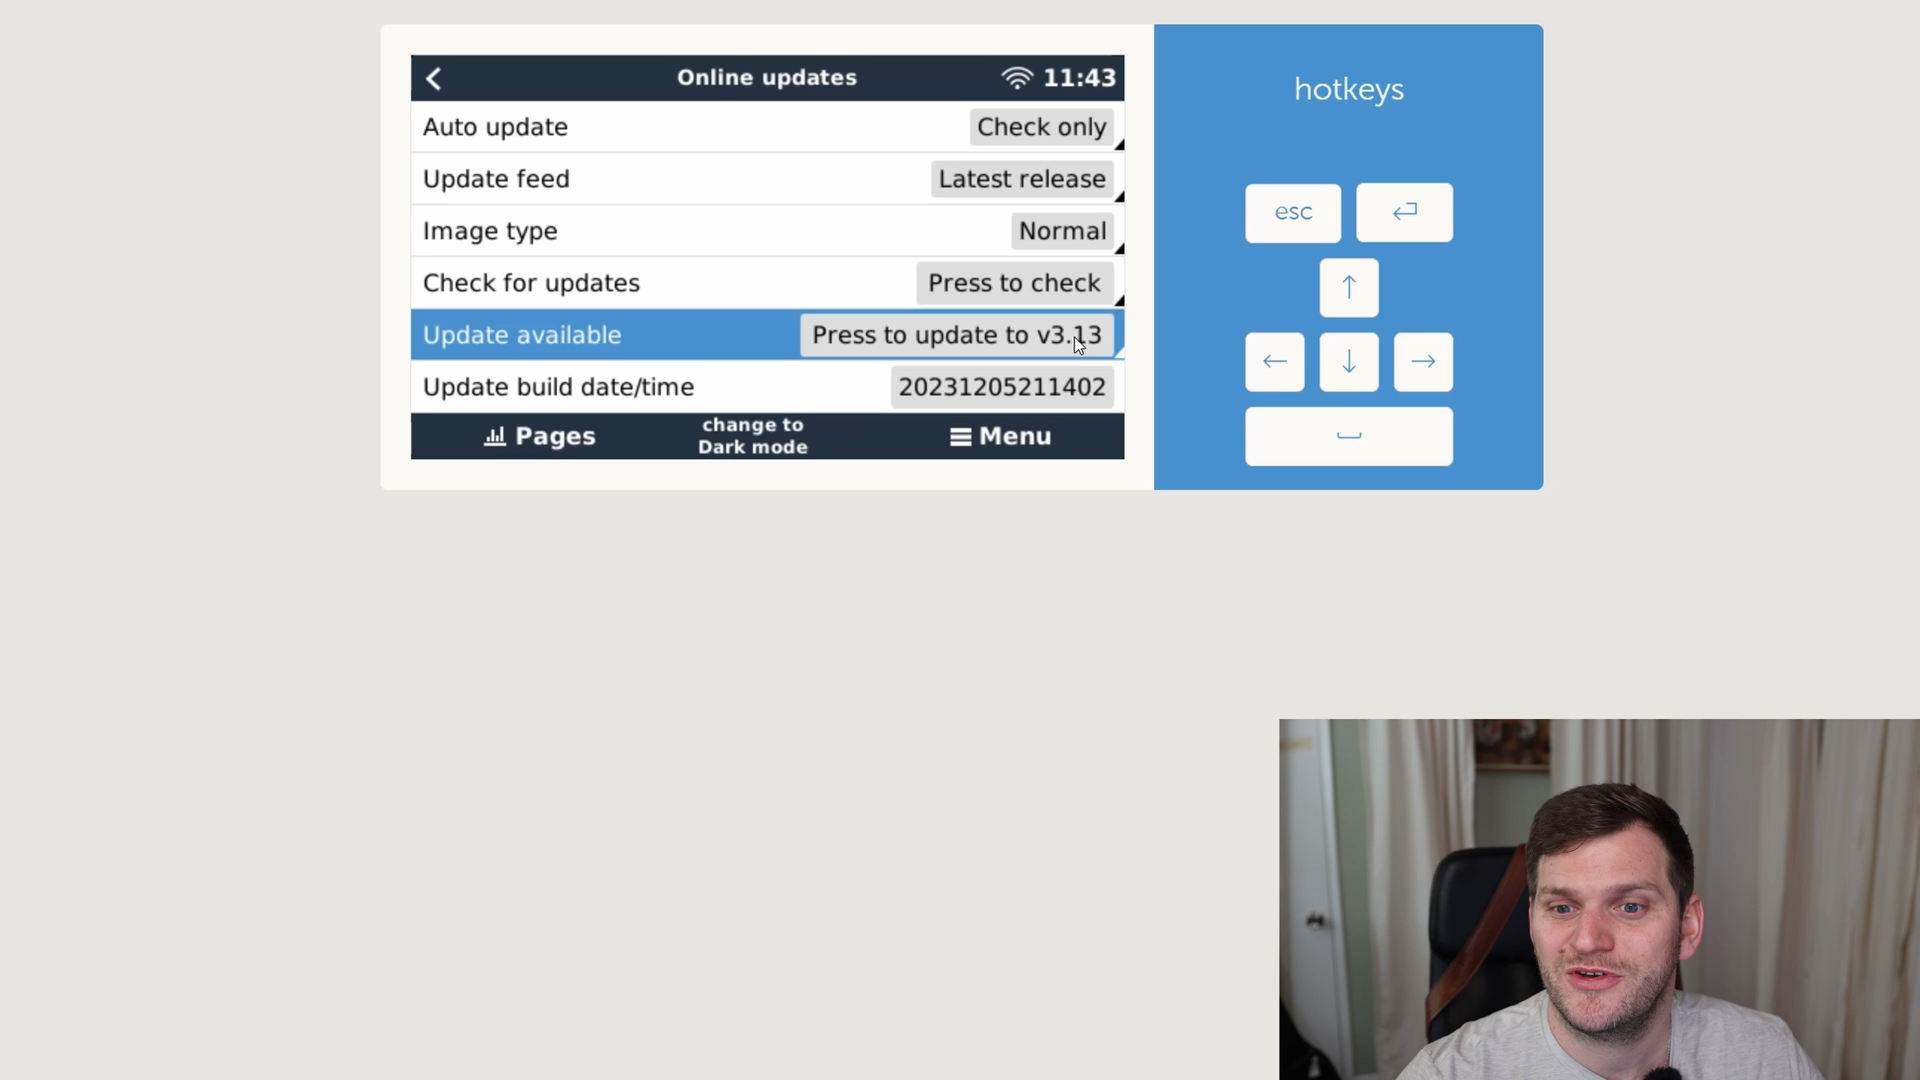 Online updates 11:43
Auto update Check only
Update feed Latest release
Image type Normal
Check for updates Press to check
Update available Press to update to v3.13
Update build date/time 20231205211402
Pages
change to
Dark mode
Menu
hotkeys
esc